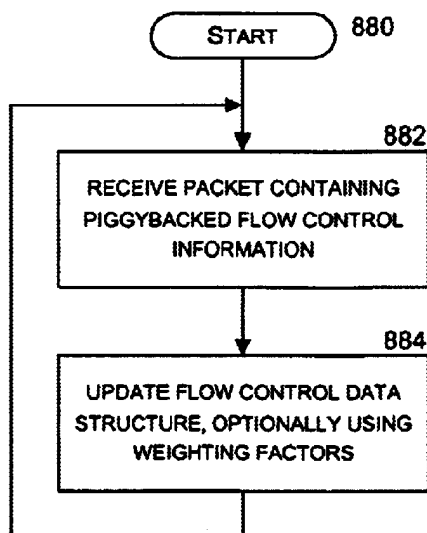 START 880
882
RECEIVE PACKET CONTAINING
PIGGYBACKED FLOW CONTROL
INFORMATION
884
UPDATE FLOW CONTROL DATA
STRUCTURE, OPTIONALLY USING
WEIGHTING FACTORS